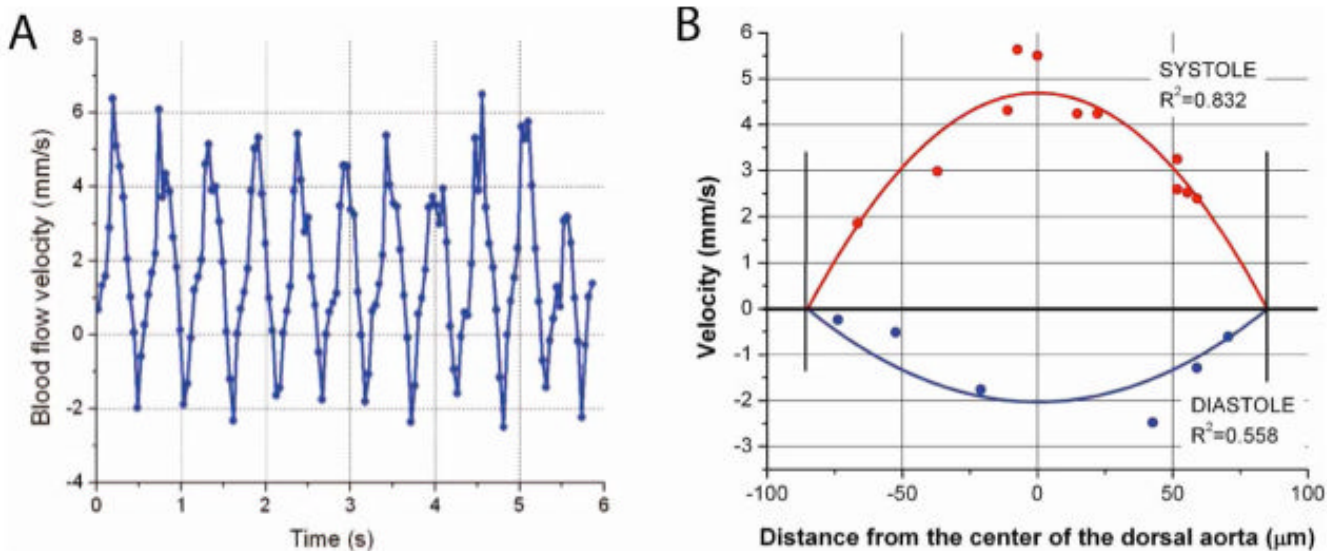 A
Blood flow velocity (mm/s)
8
6
4
2
0
-2
-4
0 1 2 3 4 5 6
Time (s)
B
Velocity (mm/s)
6
5
4
3
2
1
0
-1
-2
-3
SYSTOLE
R²=0.832
DIASTOLE
R²=0.558
-100 -50 0 50 100
Distance from the center of the dorsal aorta (µm)